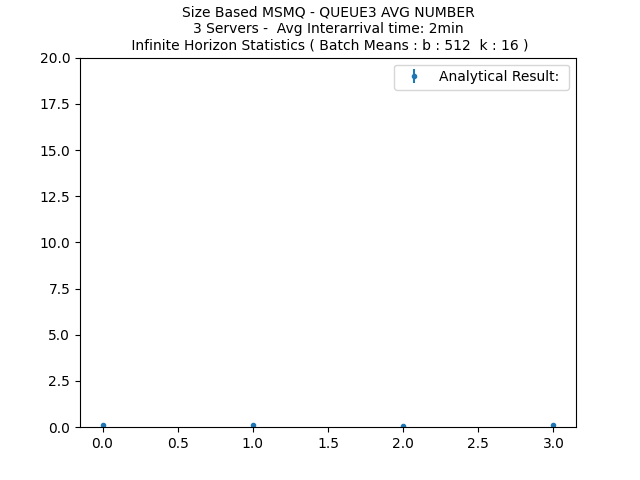 Size Based MSMQ - QUEUE3 AVG NUMBER
3 Servers -  Avg Interarrival time: 2min
Infinite Horizon Statistics ( Batch Means : b : 512  k : 16 )
Analytical Result:
20.0
17.5
15.0
12.5
10.0
7.5
5.0
2.5
0.0
0.0 0.5 1.0 1.5 2.0 2.5 3.0